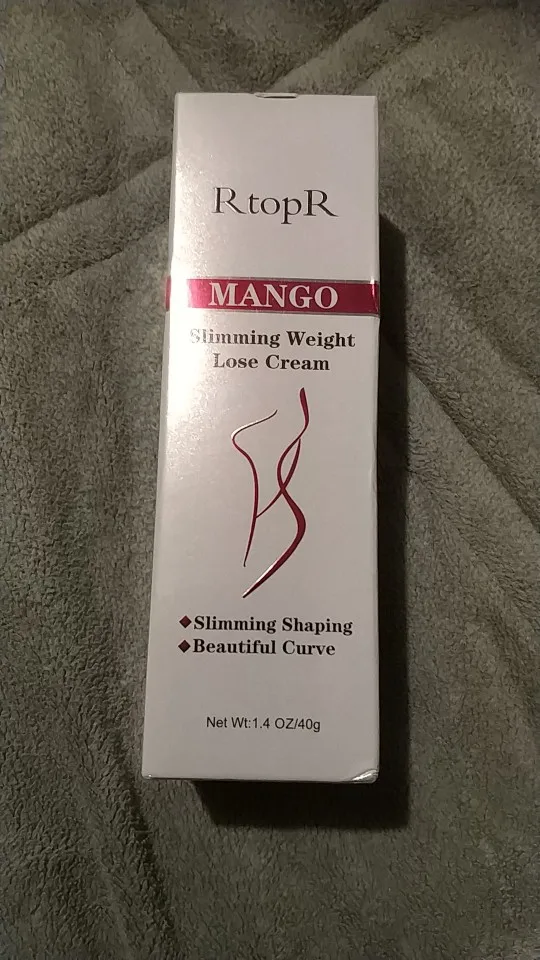 RtopR
MANGO
Slimming Weight
Lose Cream
◆Slimming Shaping
◆Beautiful Curve
Net Wt:1.4 OZ/40g